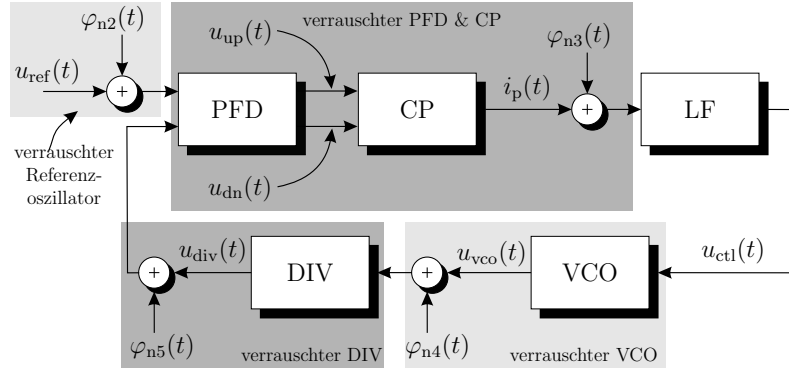 φn2(t)
uref(t)
+
verrauschter
Referenz-
oszillator
uup(t)
verrauschter PFD & CP
PFD
CP
udn(t)
ip(t)
φn3(t)
+
LF
udiv(t)
DIV
+
φn5(t)
verrauschter DIV
uvco(t)
VCO
+
φn4(t)
verrauschter VCO
uctl(t)